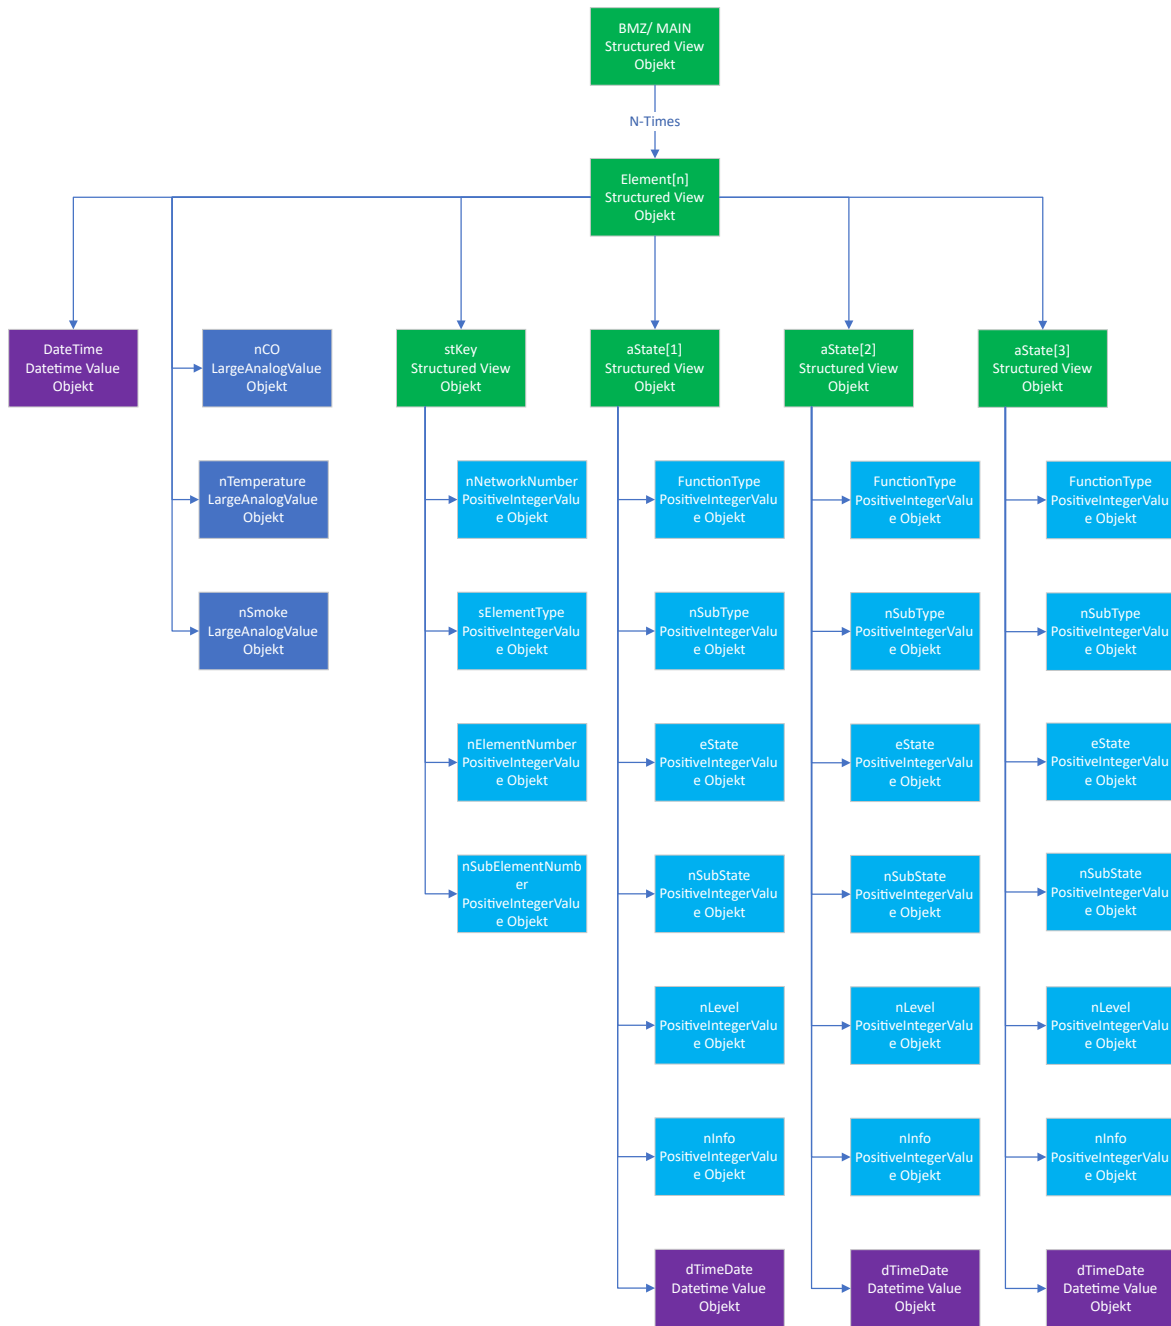 BMZ/ MAIN
Structured View
Objekt
N-Times
Element[n]
Structured View
Objekt
DateTime
Datetime Value
Objekt
nCO
LargeAnalogValue
Objekt
nTemperature
LargeAnalogValue
Objekt
nSmoke
LargeAnalogValue
Objekt
stKey
Structured View
Objekt
nNetworkNumber
PositiveIntegerValu
e Objekt
sElementType
PositiveIntegerValu
e Objekt
nElementNumber
PositiveIntegerValu
e Objekt
nSubElementNumb
er
PositiveIntegerValu
e Objekt
aState[1]
Structured View
Objekt
FunctionType
PositiveIntegerValu
e Objekt
nSubType
PositiveIntegerValu
e Objekt
eState
PositiveIntegerValu
e Objekt
nSubState
PositiveIntegerValu
e Objekt
nLevel
PositiveIntegerValu
e Objekt
nInfo
PositiveIntegerValu
e Objekt
dTimeDate
Datetime Value
Objekt
aState[2]
Structured View
Objekt
FunctionType
PositiveIntegerValu
e Objekt
nSubType
PositiveIntegerValu
e Objekt
eState
PositiveIntegerValu
e Objekt
nSubState
PositiveIntegerValu
e Objekt
nLevel
PositiveIntegerValu
e Objekt
nInfo
PositiveIntegerValu
e Objekt
dTimeDate
Datetime Value
Objekt
aState[3]
Structured View
Objekt
FunctionType
PositiveIntegerValu
e Objekt
nSubType
PositiveIntegerValu
e Objekt
eState
PositiveIntegerValu
e Objekt
nSubState
PositiveIntegerValu
e Objekt
nLevel
PositiveIntegerValu
e Objekt
nInfo
PositiveIntegerValu
e Objekt
dTimeDate
Datetime Value
Objekt